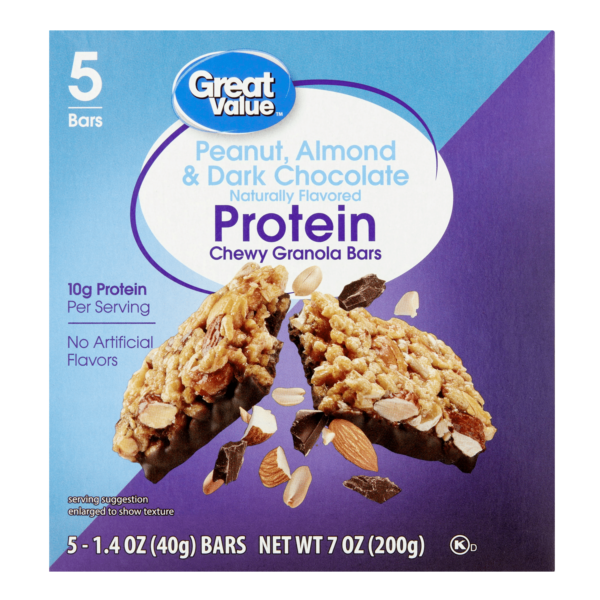 5
Bars
Great
Value™
Peanut, Almond
& Dark Chocolate
Naturally Flavored
Protein
Chewy Granola Bars
10g Protein
Per Serving
No Artificial
Flavors
serving suggestion
enlarged to show texture
5 - 1.4 OZ (40g) BARS NET WT 7 OZ (200g)
K D